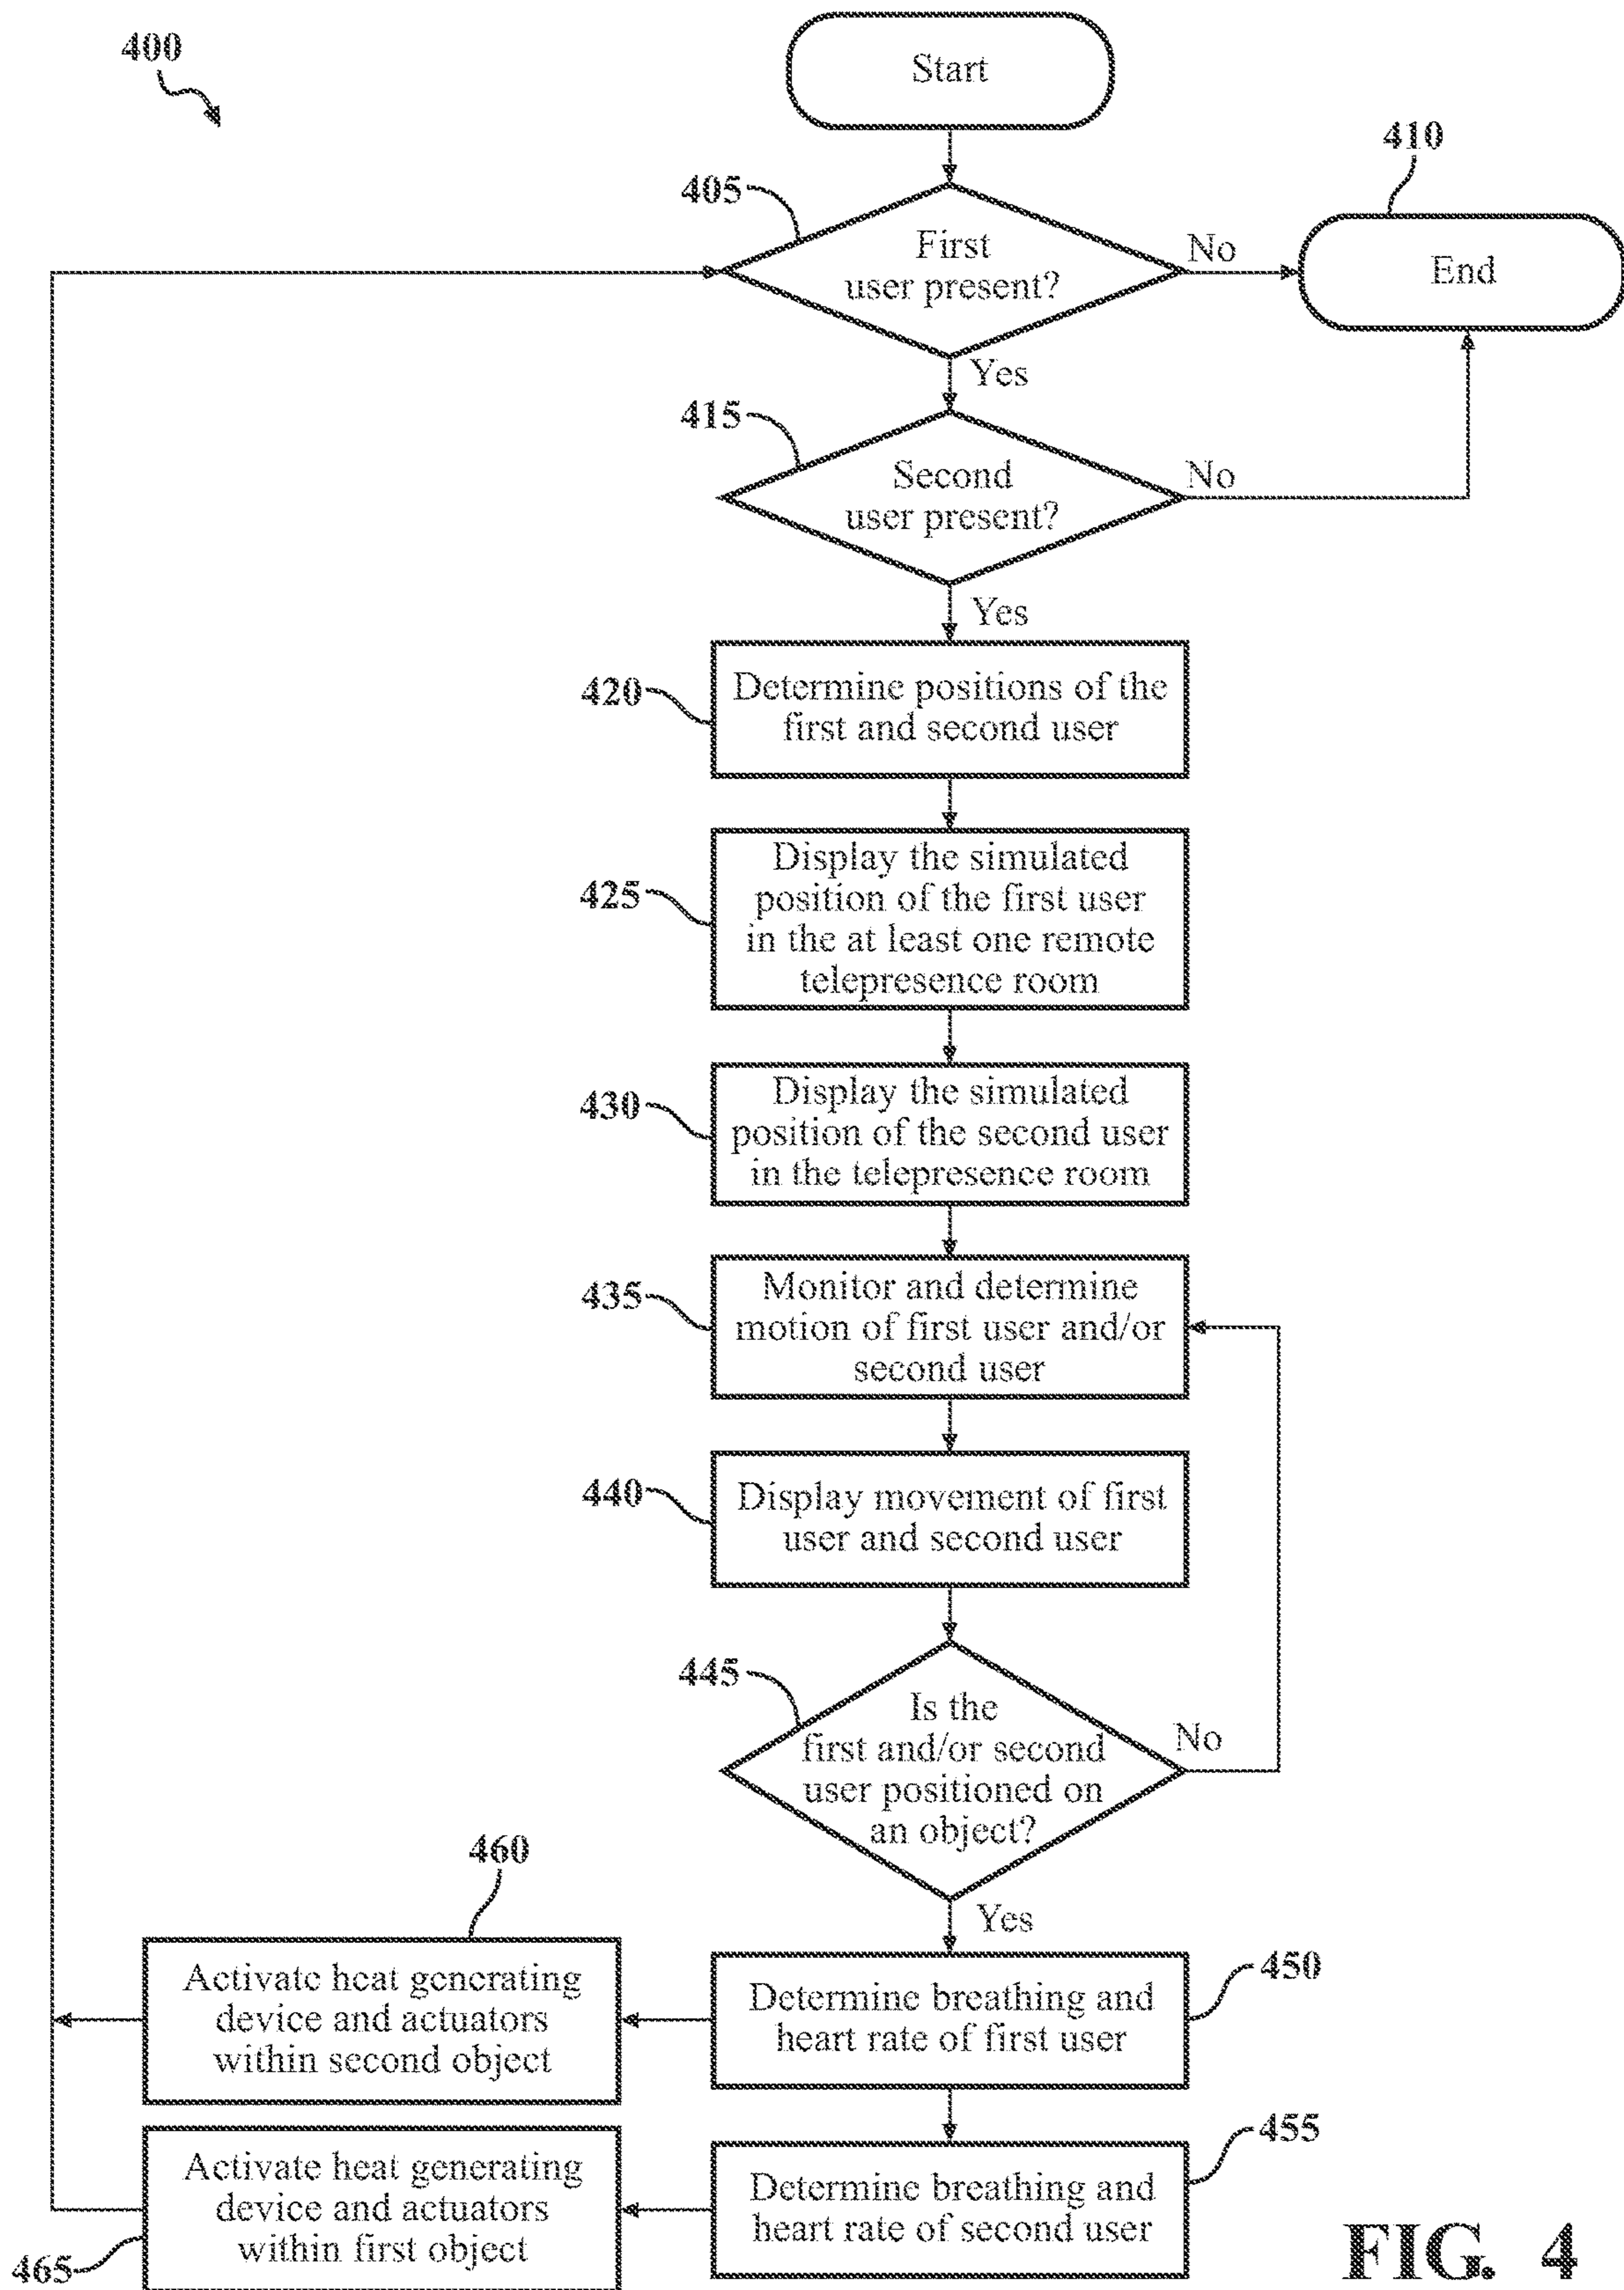 400
Start
410
405
First
user present?
No
End
Yes
415
Second
user present?
No
Yes
420
Determine positions of the
first and second user
425
Display the simulated
position of the first user
in the at least one remote
telepresence room
430
Display the simulated
position of the second user
in the telepresence room
435
Monitor and determine
motion of first user and/or
second user
440
Display movement of first
user and second user
445
Is the
first and/or second
user positioned on
an object?
No
Yes
460
Activate heat generating
device and actuators
within second object
450
Determine breathing and
heart rate of first user
455
Determine breathing and
heart rate of second user
465
Activate heat generating
device and actuators
within first object
FIG. 4